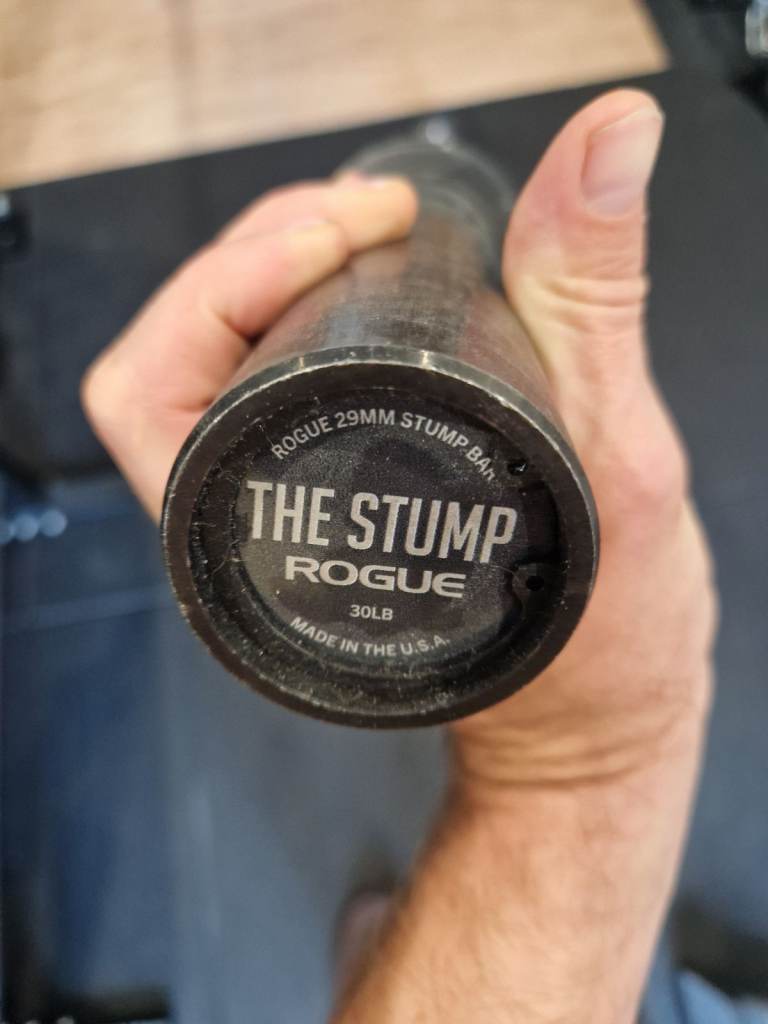 ROGUE 29MM STUMP BAR
THE STUMP
ROGUE
30LB
MADE IN THE U.S.A.